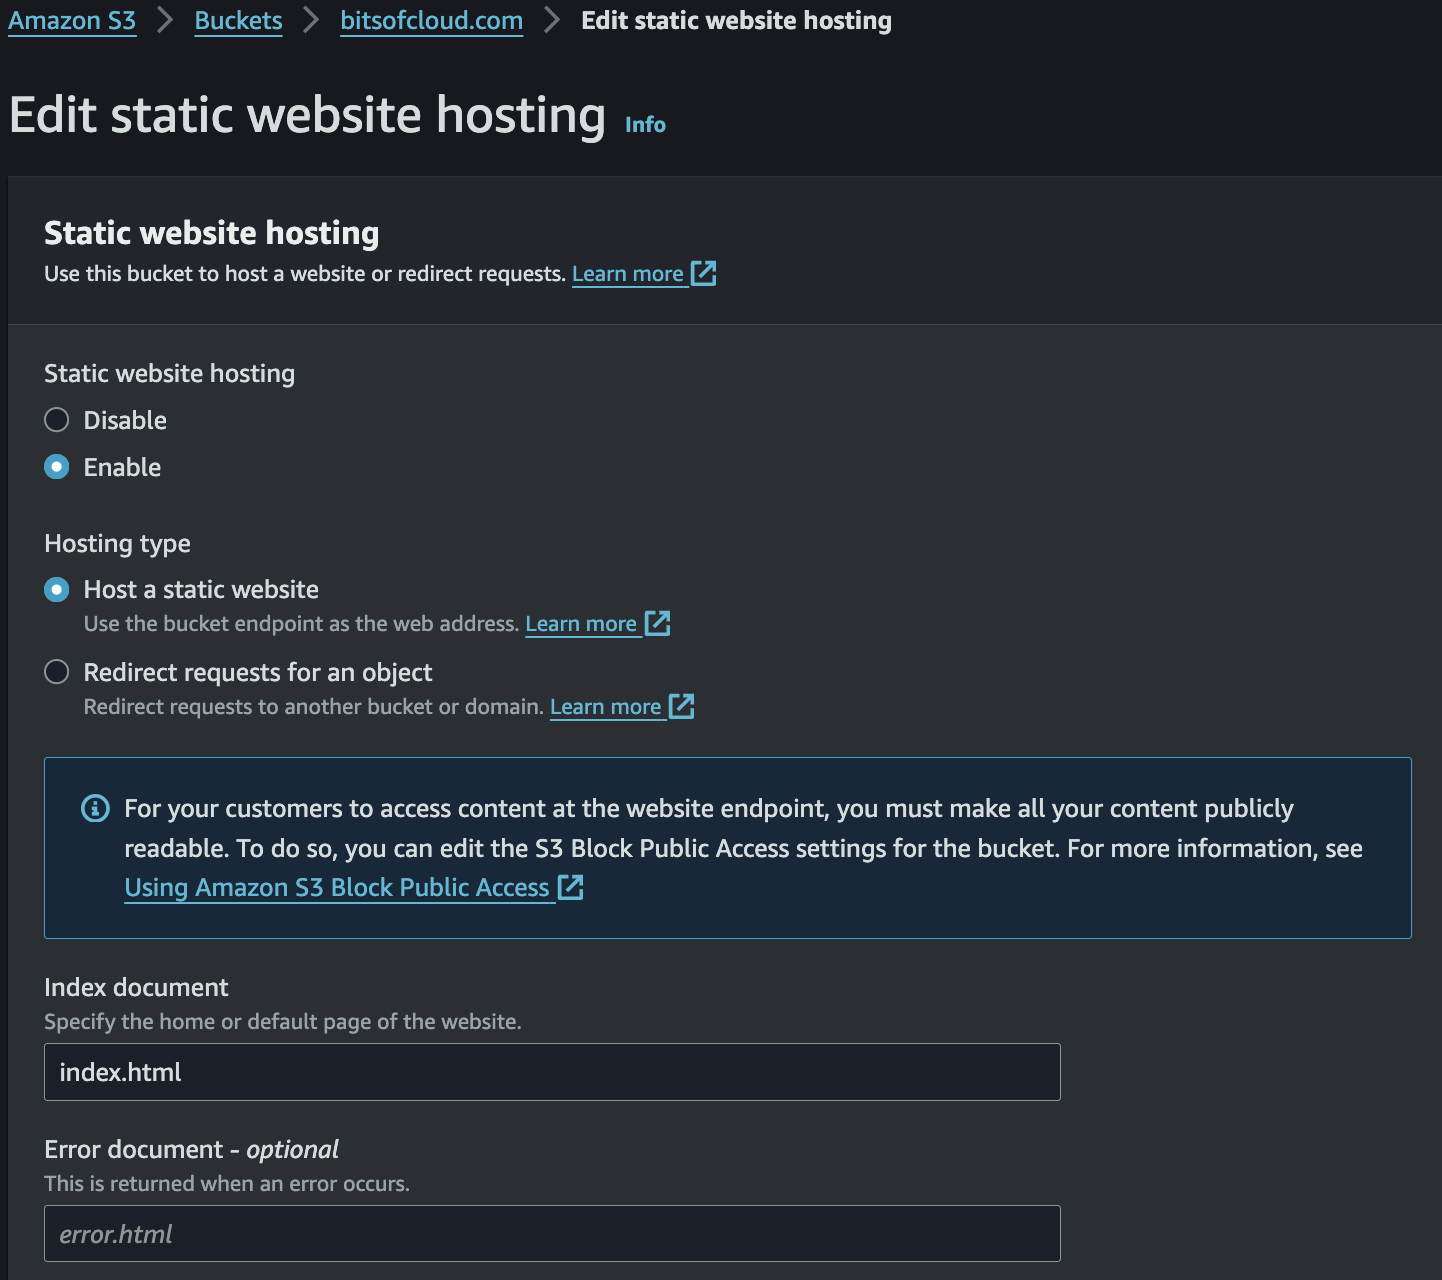 Amazon S3 > Buckets > bitsofcloud.com > Edit static website hosting
Edit static website hosting Info
Static website hosting
Use this bucket to host a website or redirect requests. Learn more
Static website hosting
Disable
Enable
Hosting type
Host a static website
Use the bucket endpoint as the web address. Learn more
Redirect requests for an object
Redirect requests to another bucket or domain. Learn more
For your customers to access content at the website endpoint, you must make all your content publicly
readable. To do so, you can edit the S3 Block Public Access settings for the bucket. For more information, see
Using Amazon S3 Block Public Access
Index document
Specify the home or default page of the website.
index.html
Error document - optional
This is returned when an error occurs.
error.html